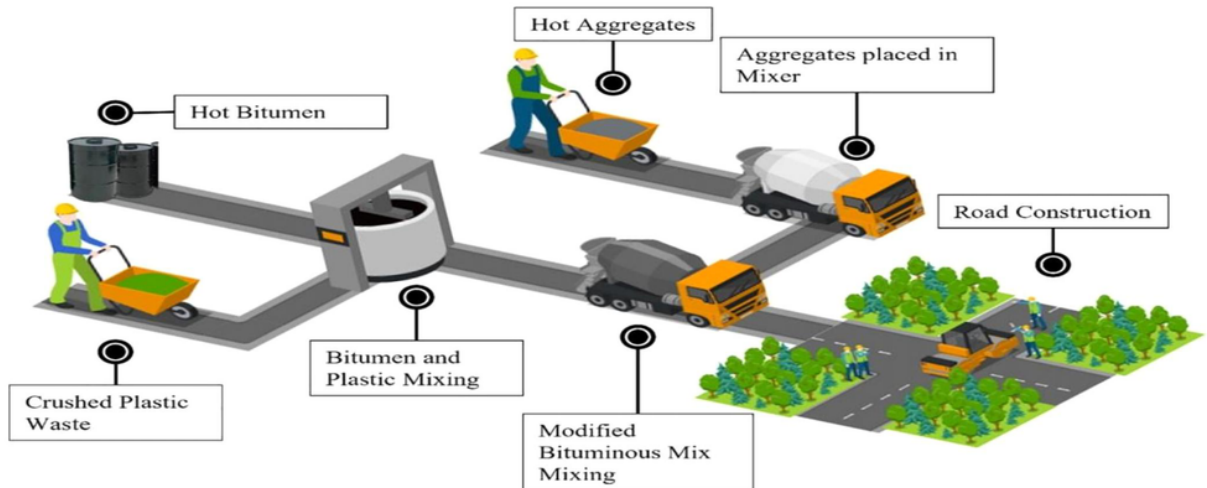 Hot Aggregates
Aggregates placed in
Mixer
Hot Bitumen
Road Construction
Bitumen and
Plastic Mixing
Crushed Plastic
Waste
Modified
Bituminous Mix
Mixing